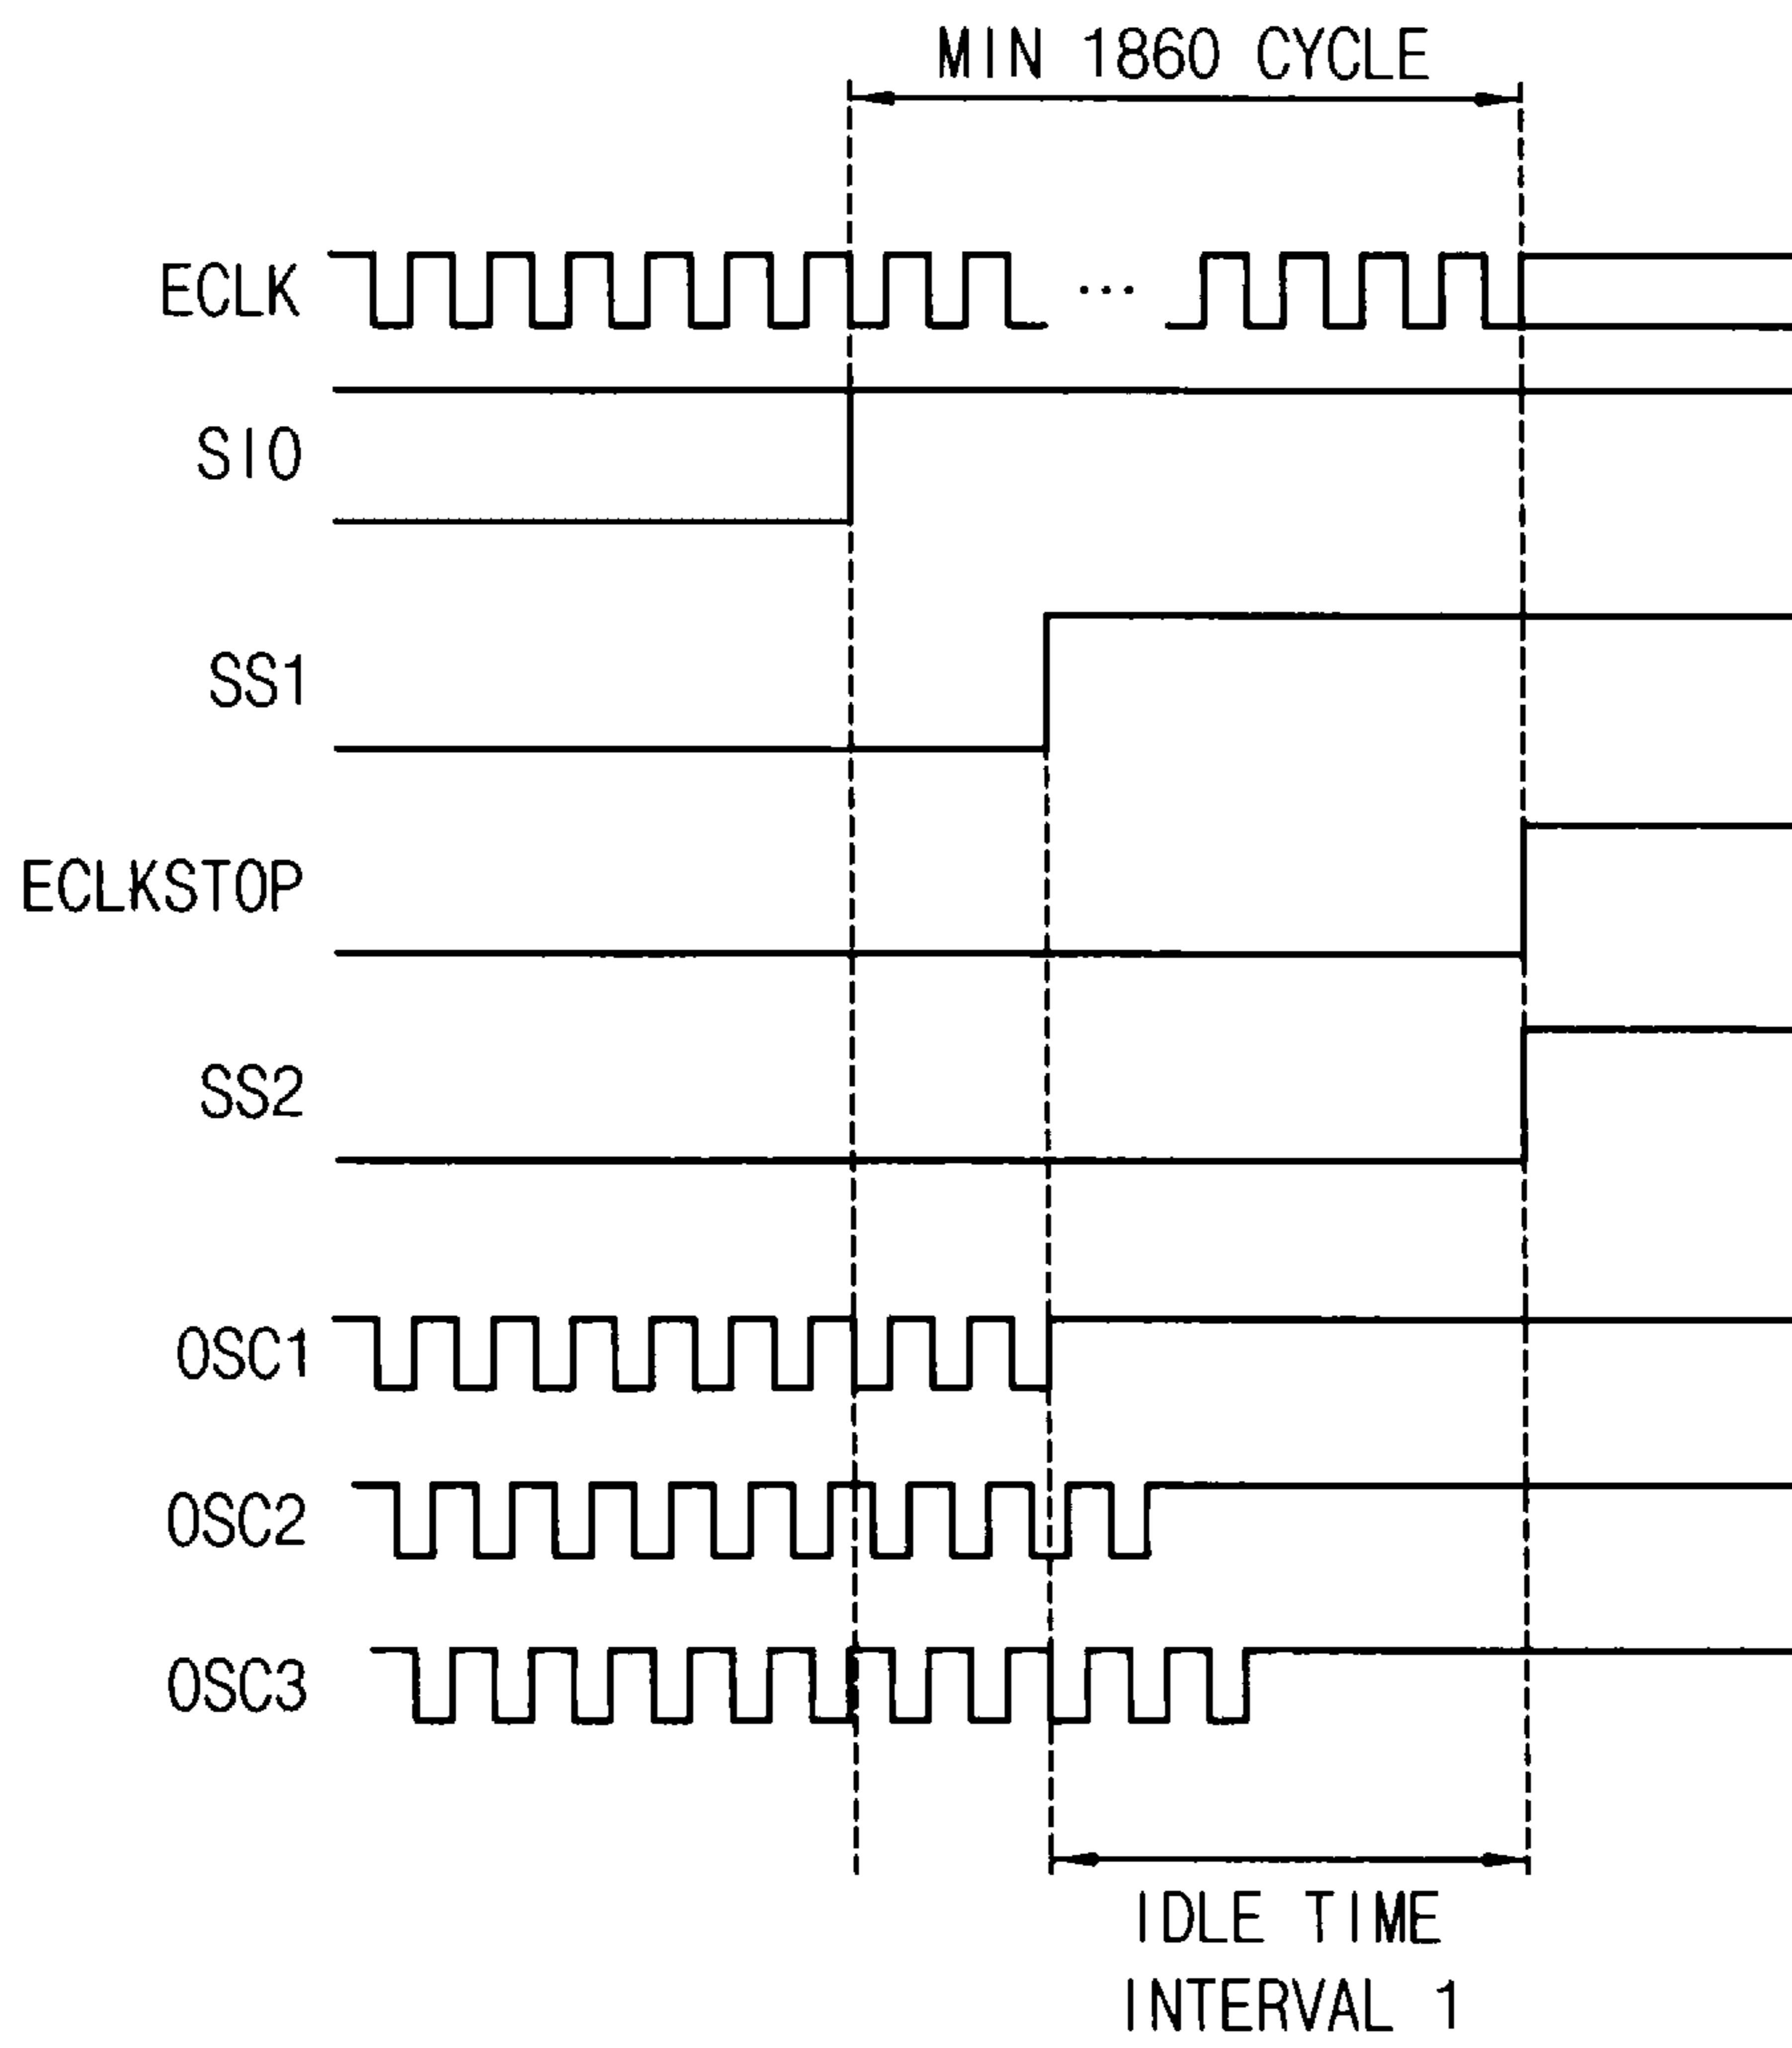 MIN 1860 CYCLE
ECLK
...
SIO
SS1
ECLKSTOP
SS2
OSC1
OSC2
OSC3
IDLE TIME
INTERVAL 1